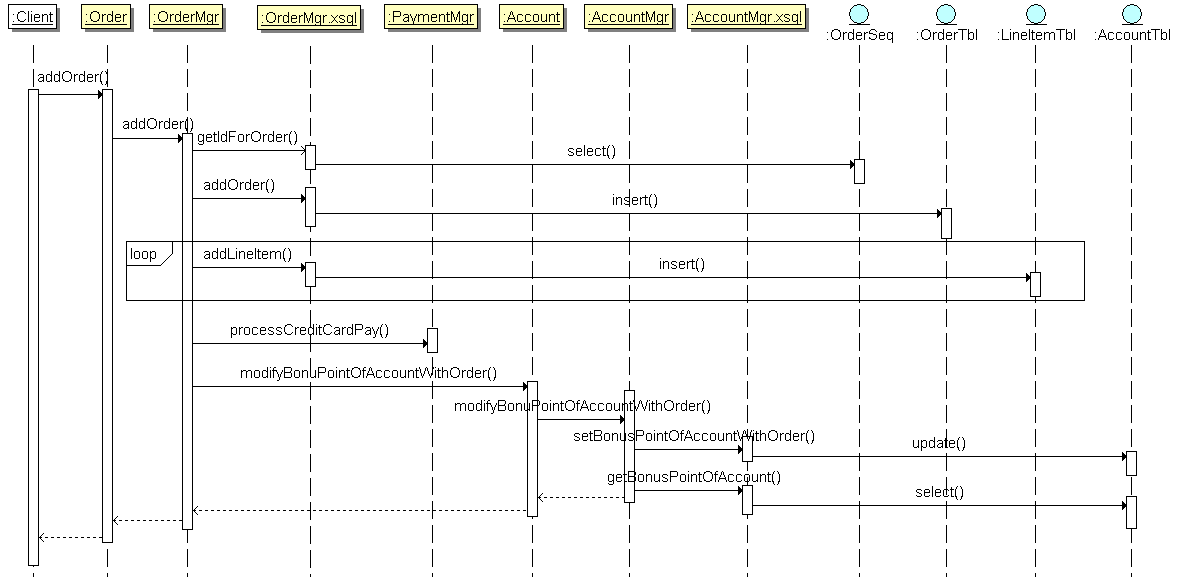 :Client :Order :OrderMgr :OrderMgr.xsql :PaymentMgr :Account :AccountMgr :AccountMgr.xsql :OrderSeq :OrderTbl :LineItemTbl :AccountTbl
addOrder()
addOrder()
getIdForOrder()
select()
addOrder()
insert()
loop
addLineItem()
insert()
processCreditCardPay()
modifyBonuPointOfAccountWithOrder()
modifyBonuPointOfAccountWithOrder()
setBonusPointOfAccountWithOrder()
update()
getBonusPointOfAccount()
select()